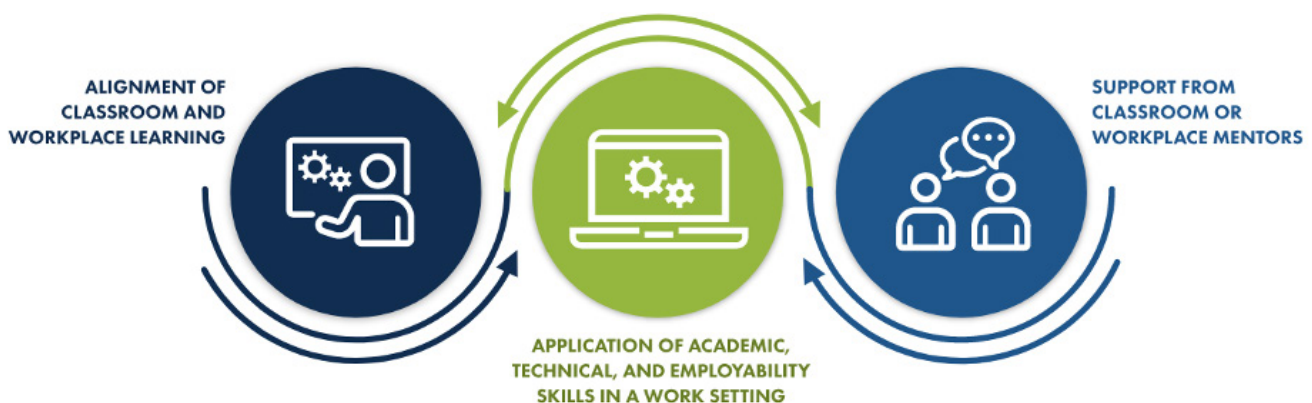 ALIGNMENT OF
CLASSROOM AND
WORKPLACE LEARNING
APPLICATION OF ACADEMIC,
TECHNICAL, AND EMPLOYABILITY
SKILLS IN A WORK SETTING
SUPPORT FROM
CLASSROOM OR
WORKPLACE MENTORS